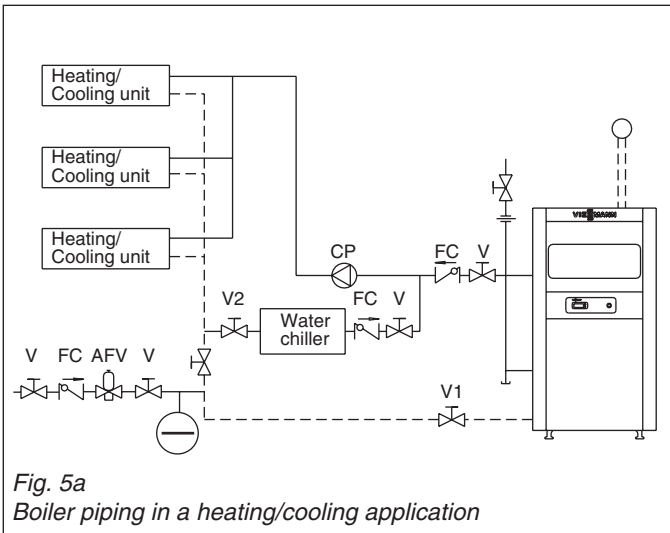 Heating/
Cooling unit
Heating/
Cooling unit
Heating/
Cooling unit
CP
FC
V
VIESMANN
V2
Water
chiller
FC
V
V
FC
AFV
V
V1
Fig. 5a
Boiler piping in a heating/cooling application